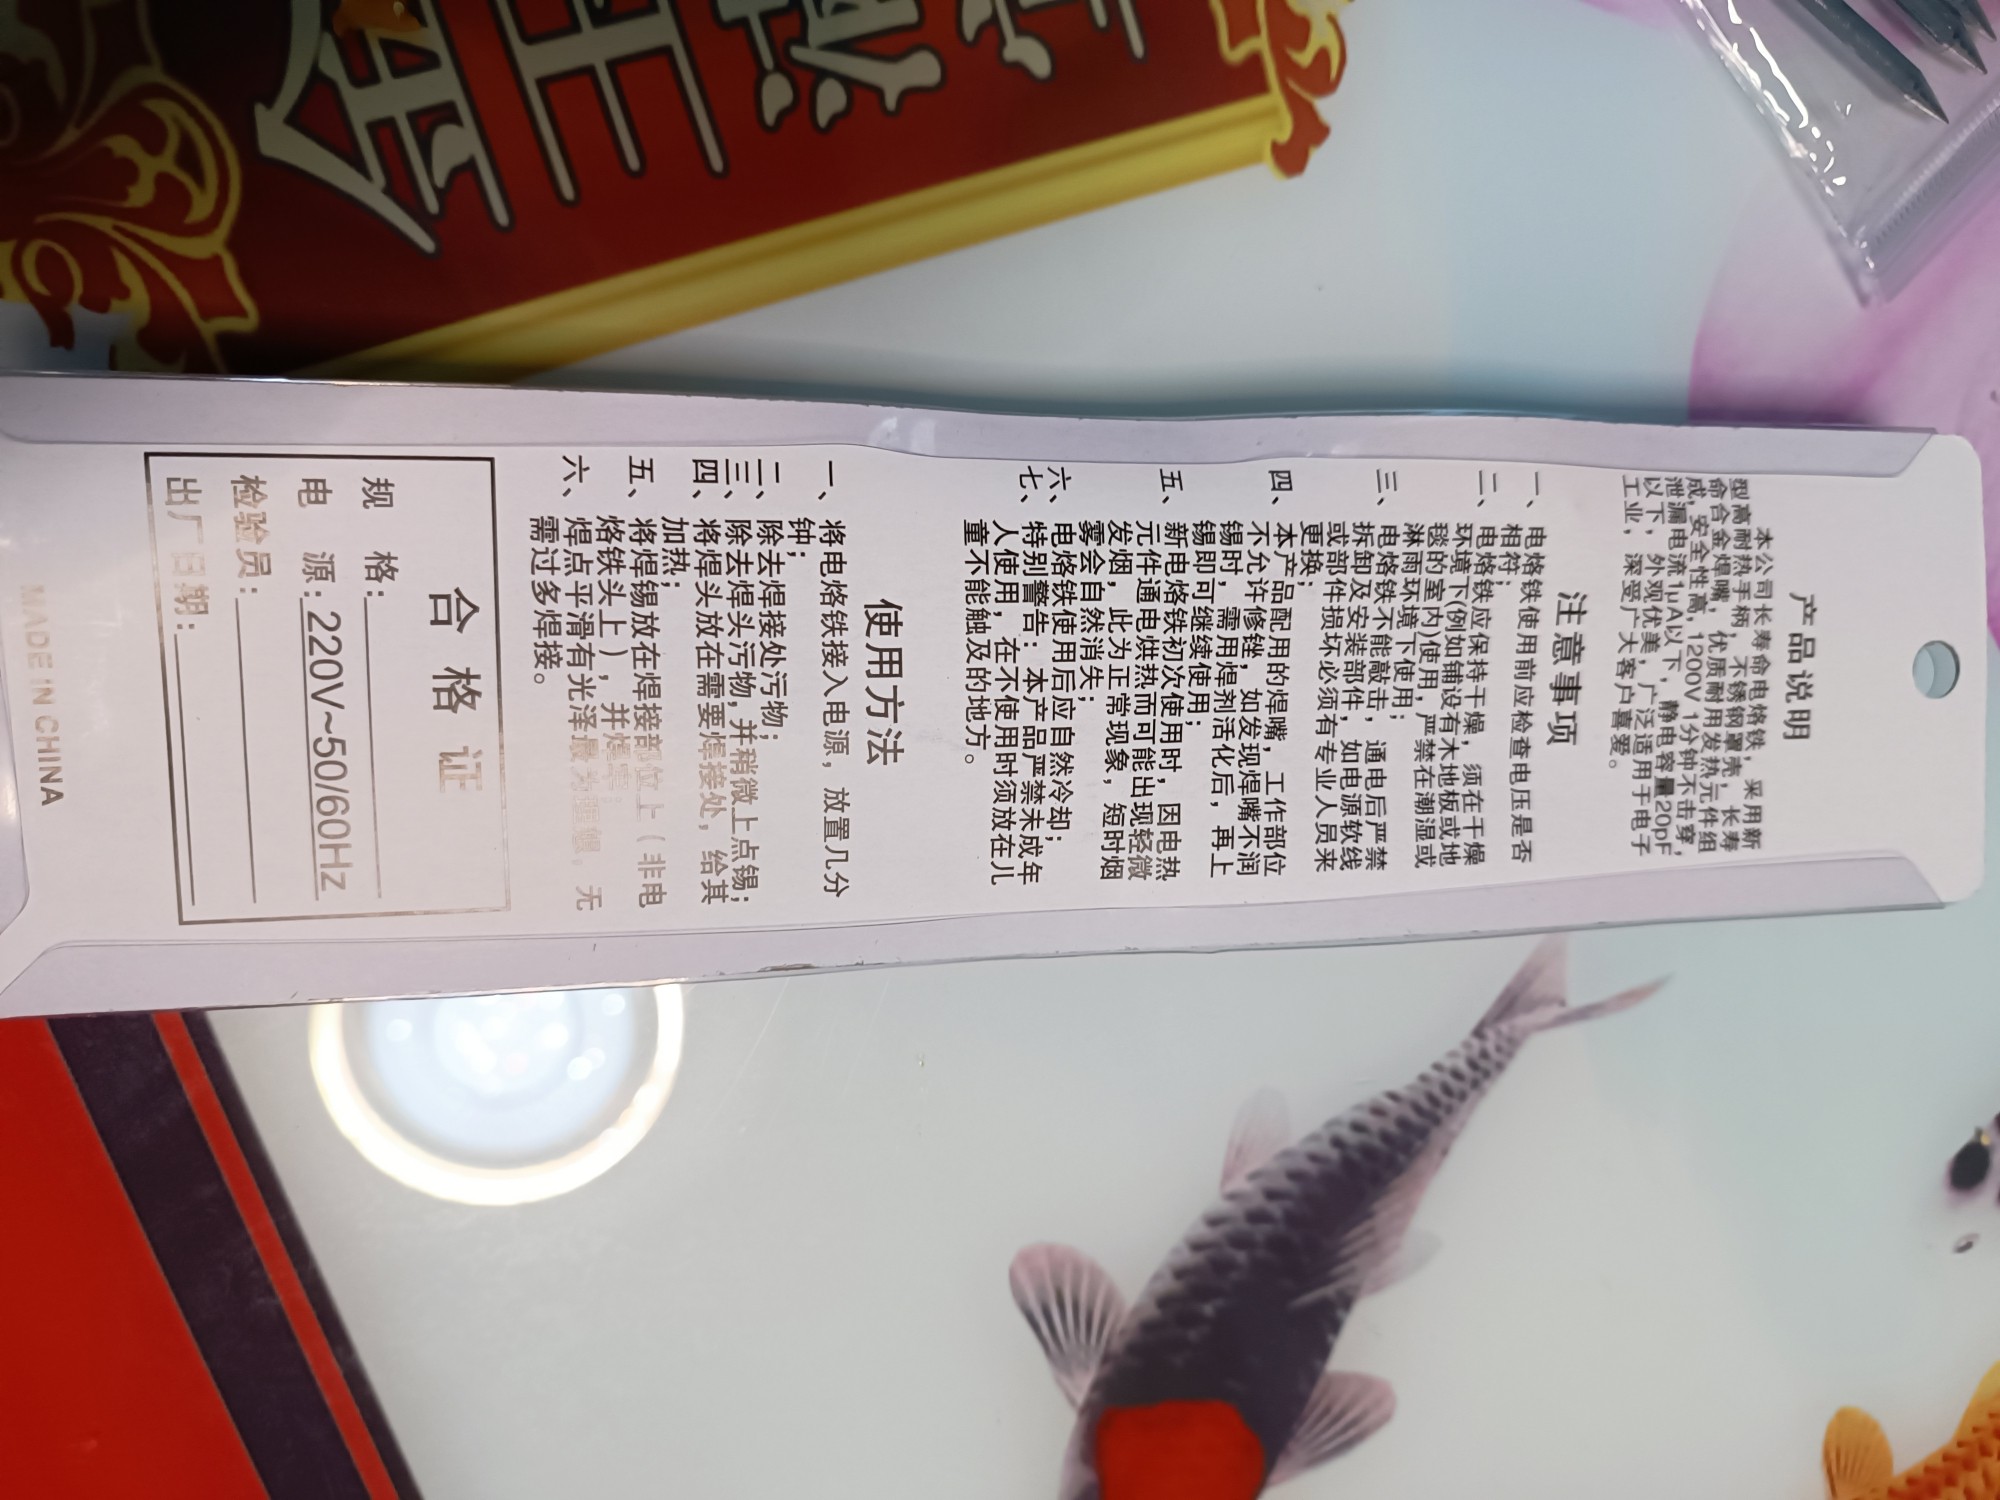 金玉满堂
产品说明
本公司长寿命电烙铁，采用新
型高耐热手柄，不锈钢罩壳，长寿
命合金焊嘴，优质耐用发热元件组
成，安全性高，1200V 1分钟不击穿，
泄漏电流1μA以下，静电容量20pF
以下，外观优美，广泛适用于电子
工业，深受广大客户喜爱。
注意事项
一、电烙铁使用前应检查电压是否
相符；
二、电烙铁应保持干燥，须在干燥
环境下(例如铺设有木地板或地
毯的室内)使用，严禁在潮湿或
淋雨环境下使用；
三、电烙铁不能敲击，通电后严禁
拆卸及安装部件，如电源软线
或部件损坏必须有专业人员来
更换；
四、本产品配用的焊嘴，工作部位
不允许修锉，如发现焊嘴不润
锡时，需用焊剂活化后，再上
锡即可继续使用；
五、新电烙铁初次使用时，因电热
元件通电烘热而可能出现轻微
发烟，此为正常现象，短时烟
雾会自然消失；
六、电烙铁使用后应自然冷却；
七、特别警告：本产品严禁未成年
人使用，在不使用时须放在儿
童不能触及的地方。
使用方法
一、将电烙铁接入电源，放置几分
钟；
二、除去焊接处污物；
三、除去焊头污物，并稍微上点锡；
四、将焊头放在需要焊接处，给其
加热；
五、将焊锡放在焊接部位上（非电
烙铁头上），并焊牢；
六、焊点平滑有光泽最为理想，无
需过多焊接。
合格证
规 格：
电 源：220V~50/60Hz
检验员：
出厂日期：
MADE IN CHINA